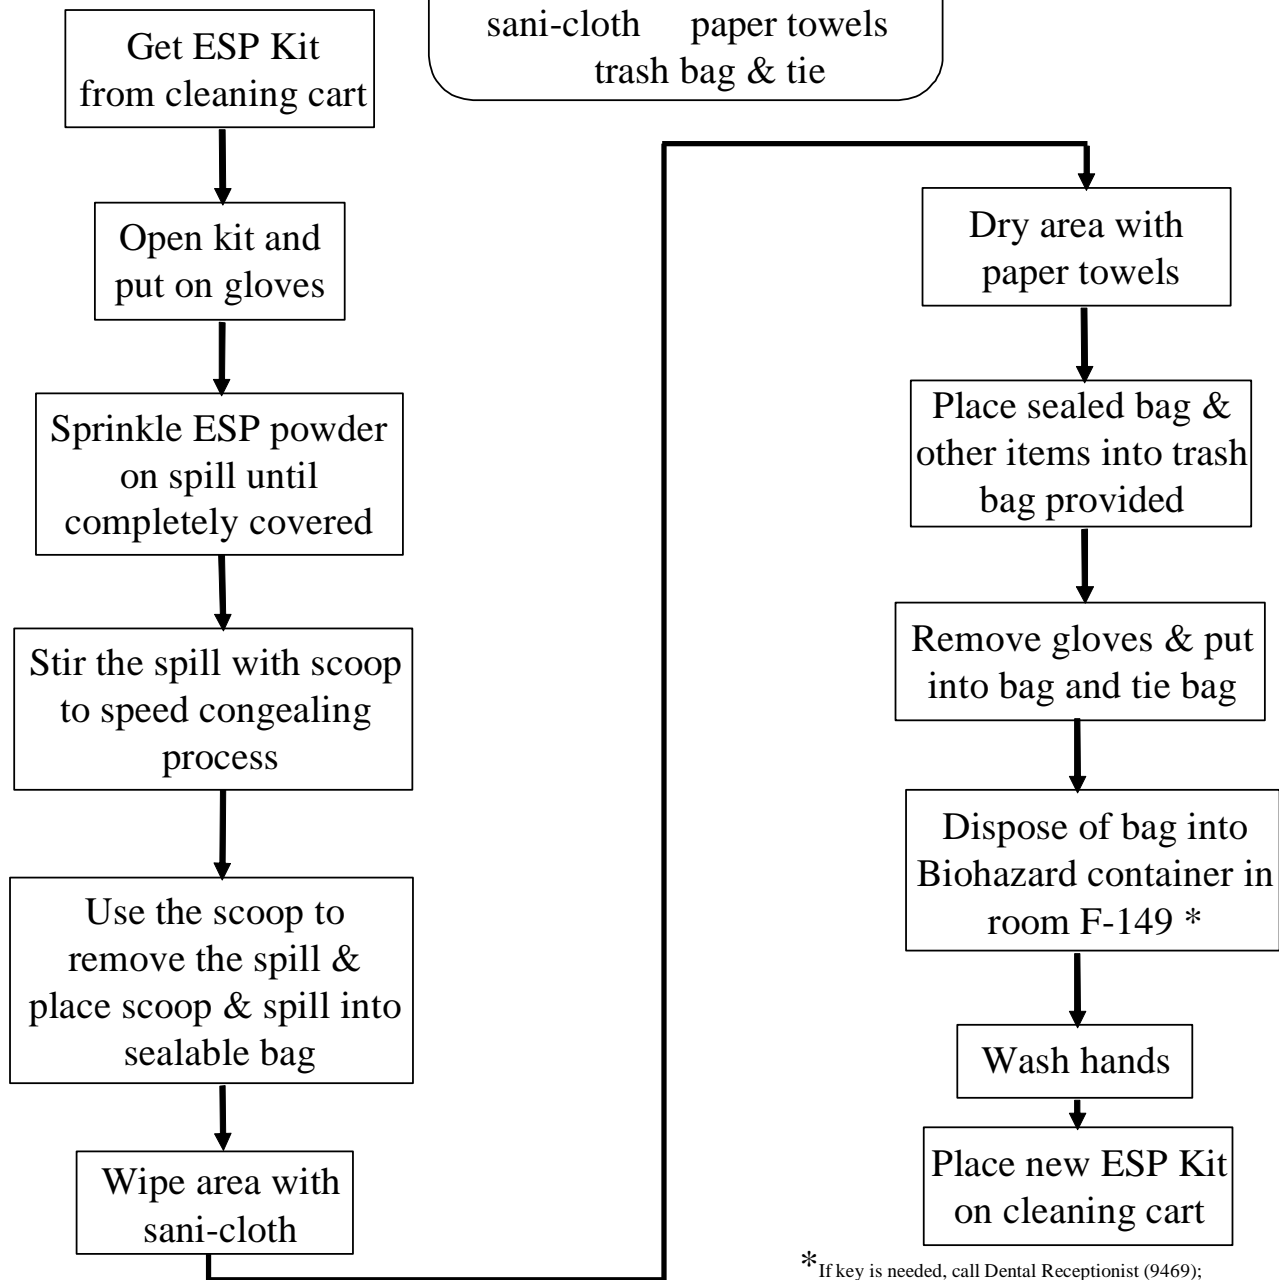 sani-cloth paper towels
trash bag & tie
Get ESP Kit
from cleaning cart
Open kit and
put on gloves
Sprinkle ESP powder
on spill until
completely covered
Stir the spill with scoop
to speed congealing
process
Use the scoop to
remove the spill &
place scoop & spill into
sealable bag
Wipe area with
sani-cloth
Dry area with
paper towels
Place sealed bag &
other items into trash
bag provided
Remove gloves & put
into bag and tie bag
Dispose of bag into
Biohazard container in
room F-149 *
Wash hands
Place new ESP Kit
on cleaning cart
*If key is needed, call Dental Receptionist (9469);